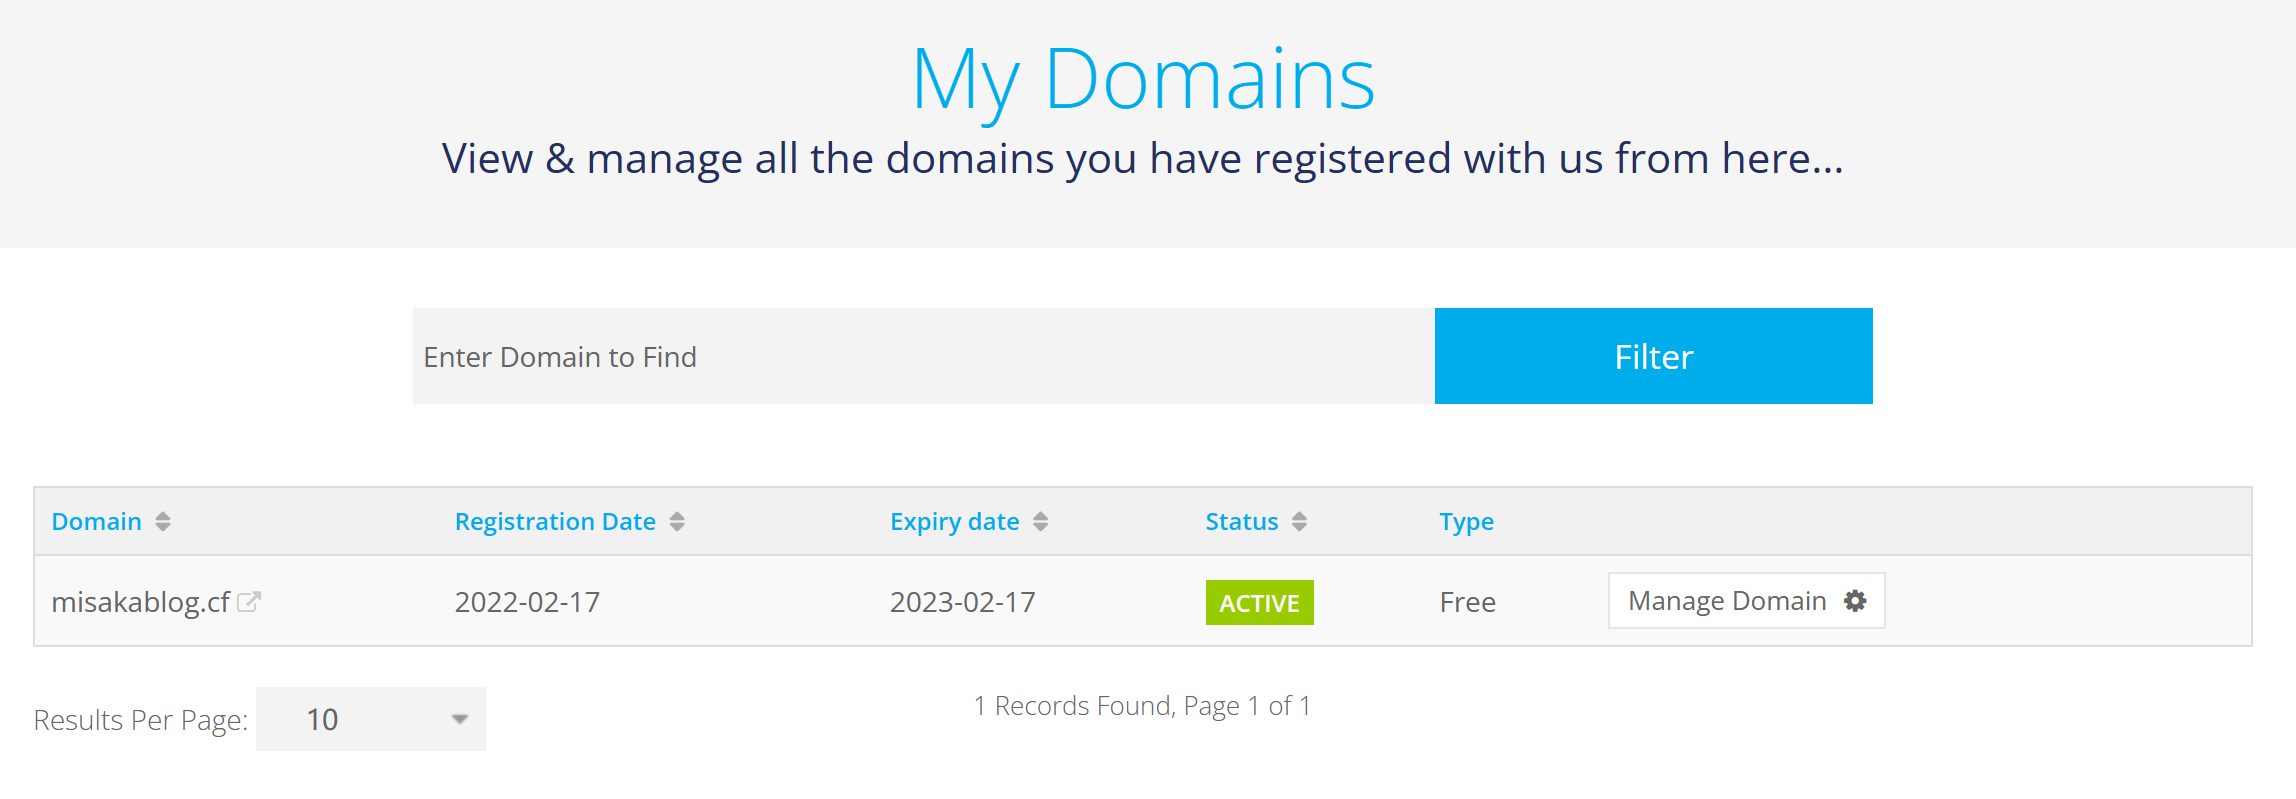 My Domains
View & manage all the domains you have registered with us from here...
Enter Domain to Find
Filter
Domain Registration Date Expiry date Status Type
misakablog.cf 2022-02-17 2023-02-17 ACTIVE Free Manage Domain
Results Per Page: 10
1 Records Found, Page 1 of 1